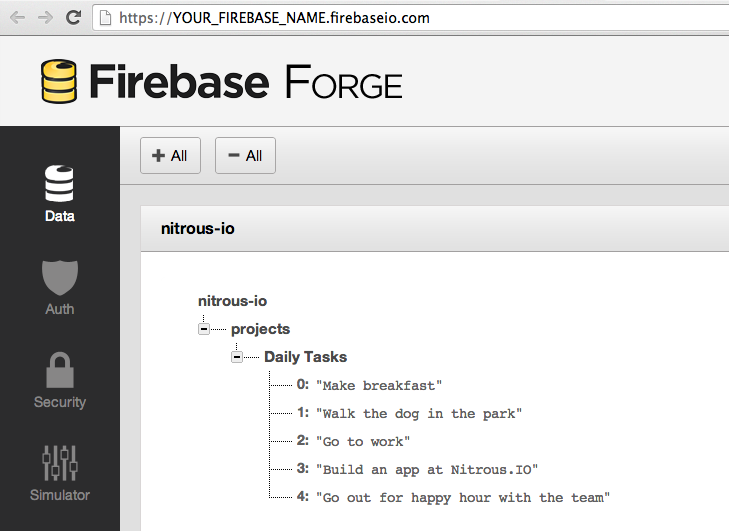 https://YOUR_FIREBASE_NAME.firebaseio.com
Firebase FORGE
+ All
- All
Data
Auth
Security
Simulator
nitrous-io
nitrous-io
projects
Daily Tasks
0: "Make breakfast"
1: "Walk the dog in the park"
2: "Go to work"
3: "Build an app at Nitrous.IO"
4: "Go out for happy hour with the team"